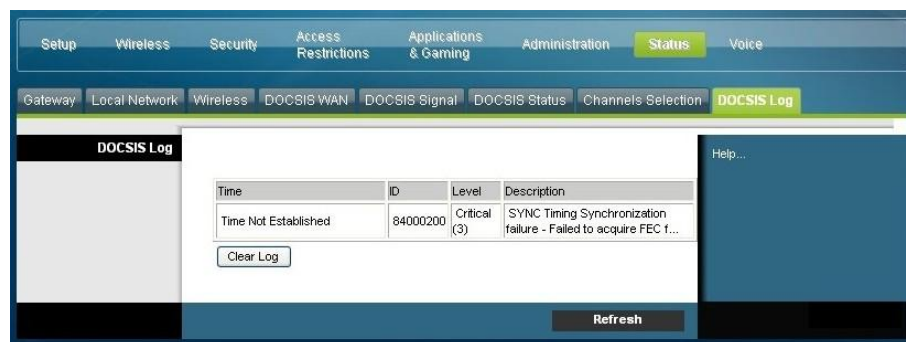 Setup Wireless Security Access Restrictions Applications & Gaming Administration Status Voice
Gateway Local Network Wireless DOCSIS WAN DOCSIS Signal DOCSIS Status Channels Selection DOCSIS Log
DOCSIS Log
Help...
Time ID Level Description
Time Not Established 84000200 Critical (3) SYNC Timing Synchronization failure - Failed to acquire FEC f...
Clear Log
Refresh